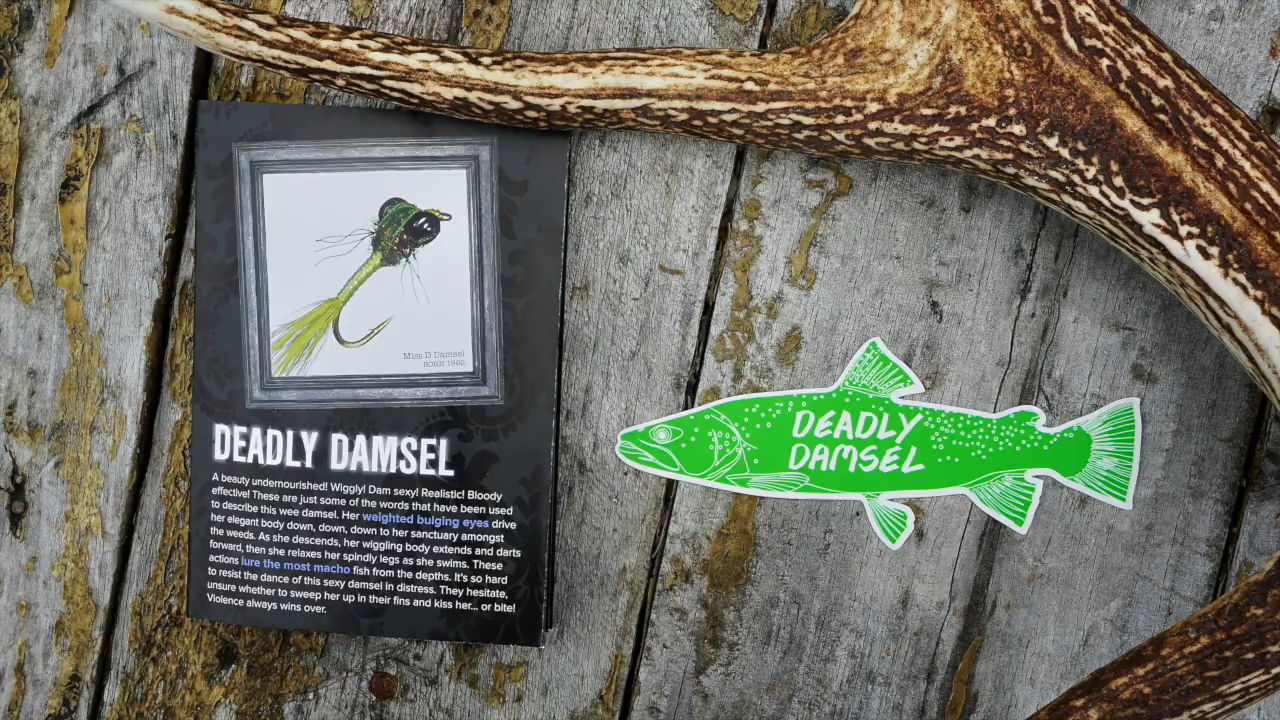 Miss D Damsel
BORN 1992
DEADLY DAMSEL
A beauty undernourished! Wiggly! Dam sexy! Realistic! Bloody
effective! These are just some of the words that have been used
to describe this wee damsel. Her weighted bulging eyes drive
her elegant body down, down, down to her sanctuary amongst
the weeds. As she descends, her wiggling body extends and darts
forward, then she relaxes her spindly legs as she swims. These
actions lure the most macho fish from the depths. It's so hard
to resist the dance of this sexy damsel in distress. They hesitate,
unsure whether to sweep her up in their fins and kiss her... or bite!
Violence always wins over.
DEADLY
DAMSEL